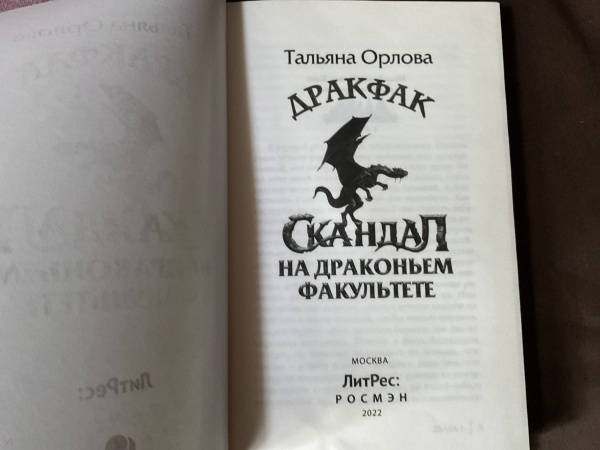 Тальяна Орлова
ДРАКФАК
СКАНДАЛ
НА ДРАКОНЬЕМ
ФАКУЛЬТЕТЕ
МОСКВА
ЛитРес:
РОСМЭН
2022